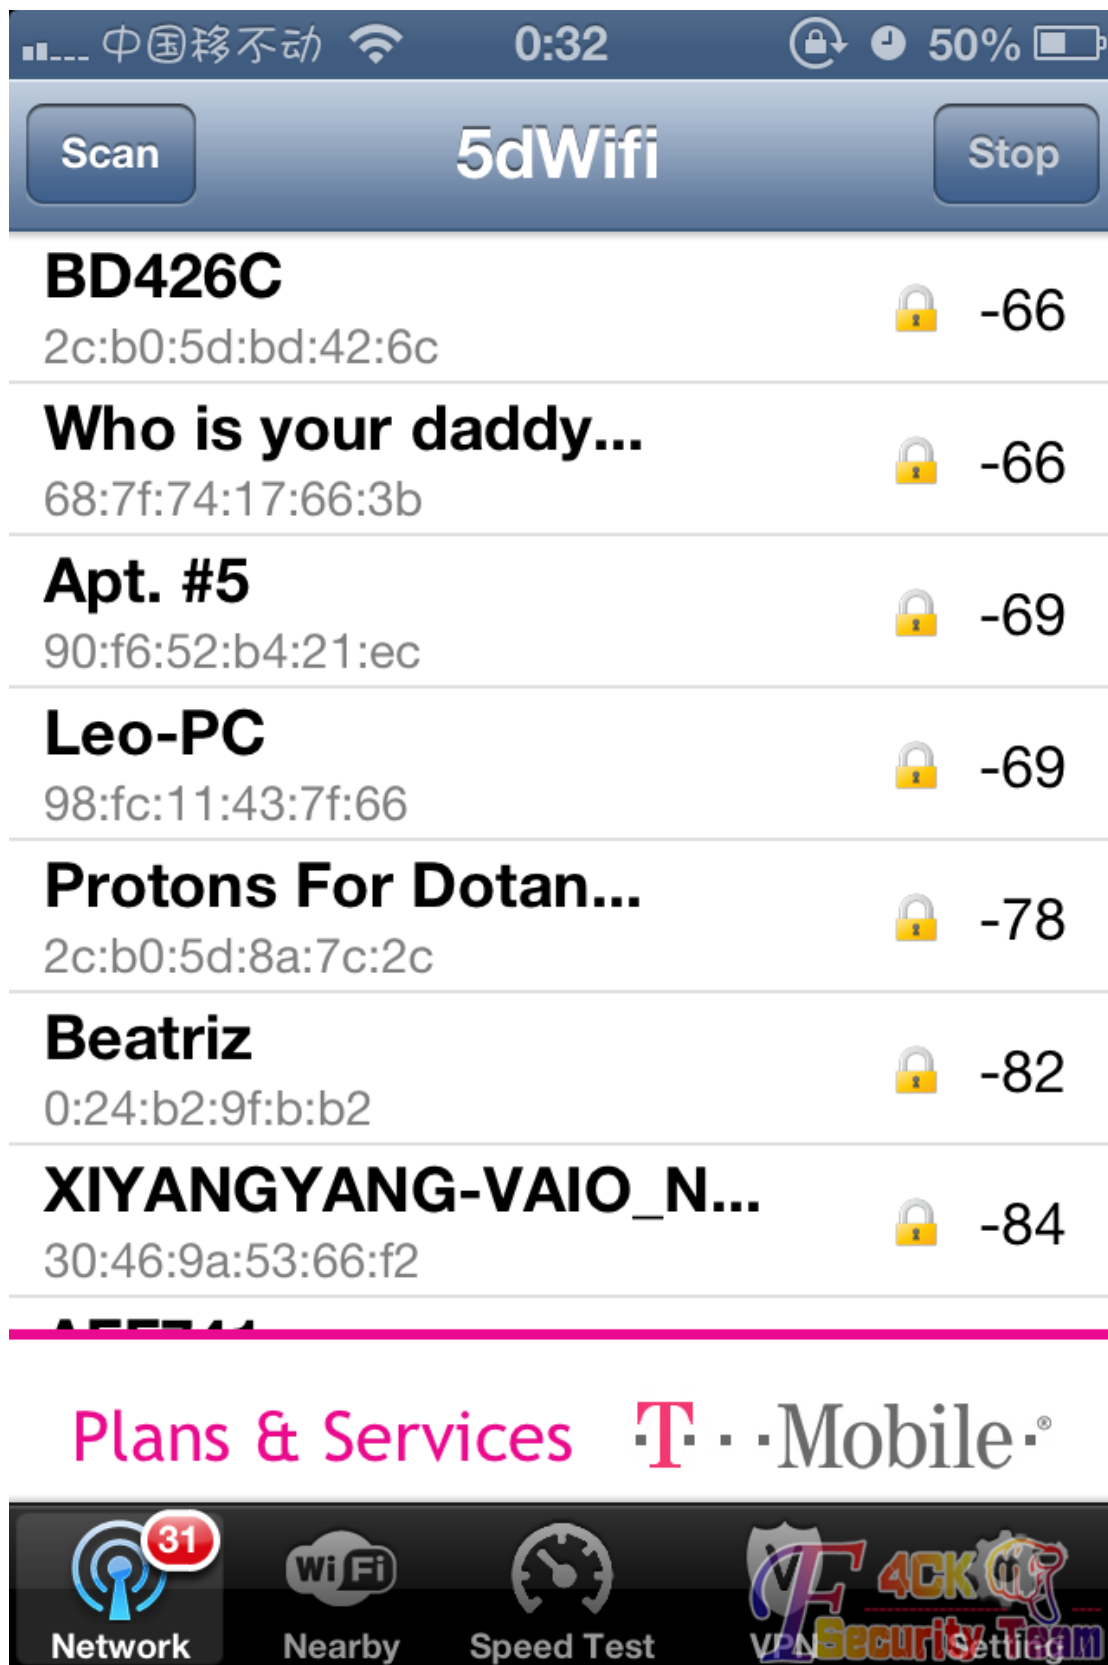 中国移不动 0:32 50%
Scan 5dWifi Stop
BD426C
2c:b0:5d:bd:42:6c -66
Who is your daddy...
68:7f:74:17:66:3b -66
Apt. #5
90:f6:52:b4:21:ec -69
Leo-PC
98:fc:11:43:7f:66 -69
Protons For Dotan...
2c:b0:5d:8a:7c:2c -78
Beatriz
0:24:b2:9f:b:b2 -82
XIYANGYANG-VAIO_N...
30:46:9a:53:66:f2 -84
Plans & Services T··Mobile·®
31
WiFi
F4CK
Security Team
Network Nearby Speed Test VPN Setting